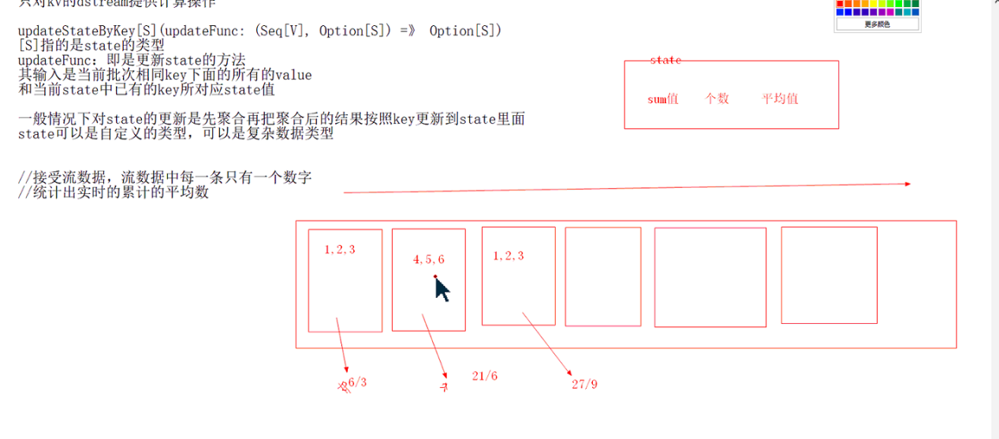 只对kv的dstream提供计算操作
更多颜色
updateStateByKey[S](updateFunc: (Seq[V], Option[S]) =》 Option[S])
[S]指的是state的类型
updateFunc: 即是更新state的方法
其输入是当前批次相同key下面的所有的value
和当前state中已有的key所对应state值
state
sum值 个数 平均值
一般情况下对state的更新是先聚合再把聚合后的结果按照key更新到state里面
state可以是自定义的类型，可以是复杂数据类型
//接受流数据，流数据中每一条只有一个数字
//统计出实时的累计的平均数
1,2,3
4,5,6
1,2,3
6/3
21/6
27/9